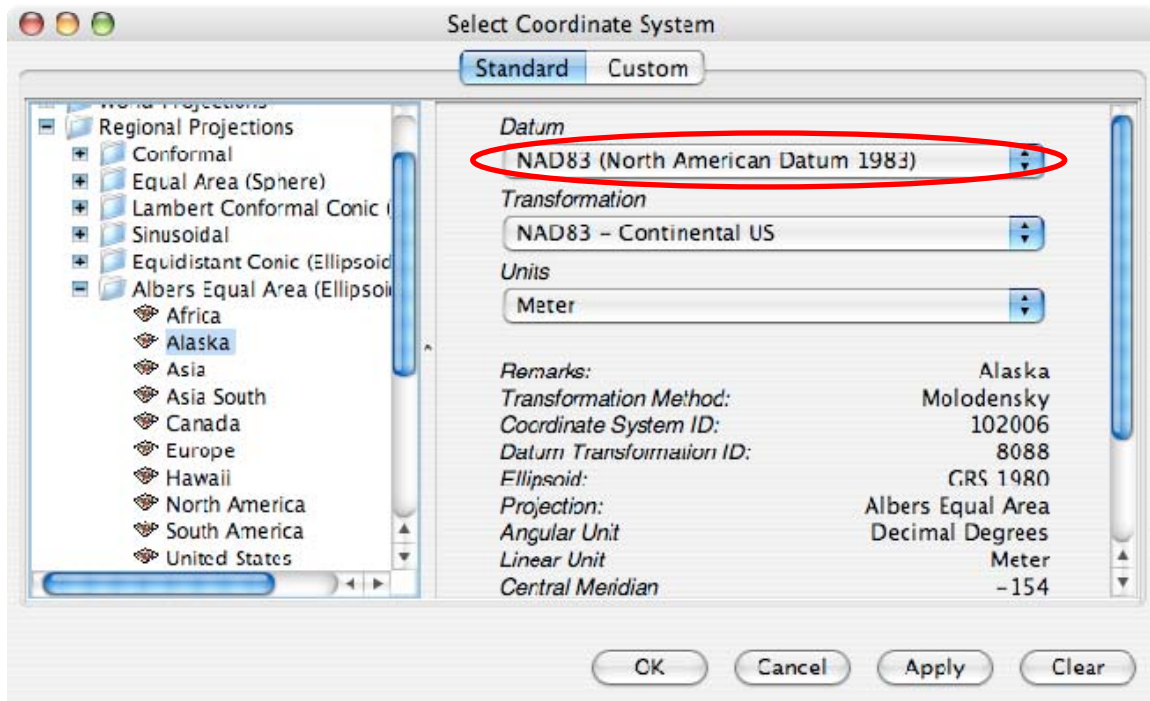 Select Coordinate System
Standard
Custom
World Projections
Regional Projections
Conformal
Equal Area (Sphere)
Lambert Conformal Conic (
Sinusoidal
Equidistant Conic (Ellipsoid
Albers Equal Area (Ellipsoi
Africa
Alaska
Asia
Asia South
Canada
Europe
Hawaii
North America
South America
United States
Datum
NAD83 (North American Datum 1983)
Transformation
NAD83 - Continental US
Units
Meter
Remarks: Alaska
Transformation Method: Molodensky
Coordinate System ID: 102006
Datum Transformation ID: 8088
Ellipsoid: GRS 1980
Projection: Albers Equal Area
Angular Unit Decimal Degrees
Linear Unit Meter
Central Meridian -154
OK
Cancel
Apply
Clear